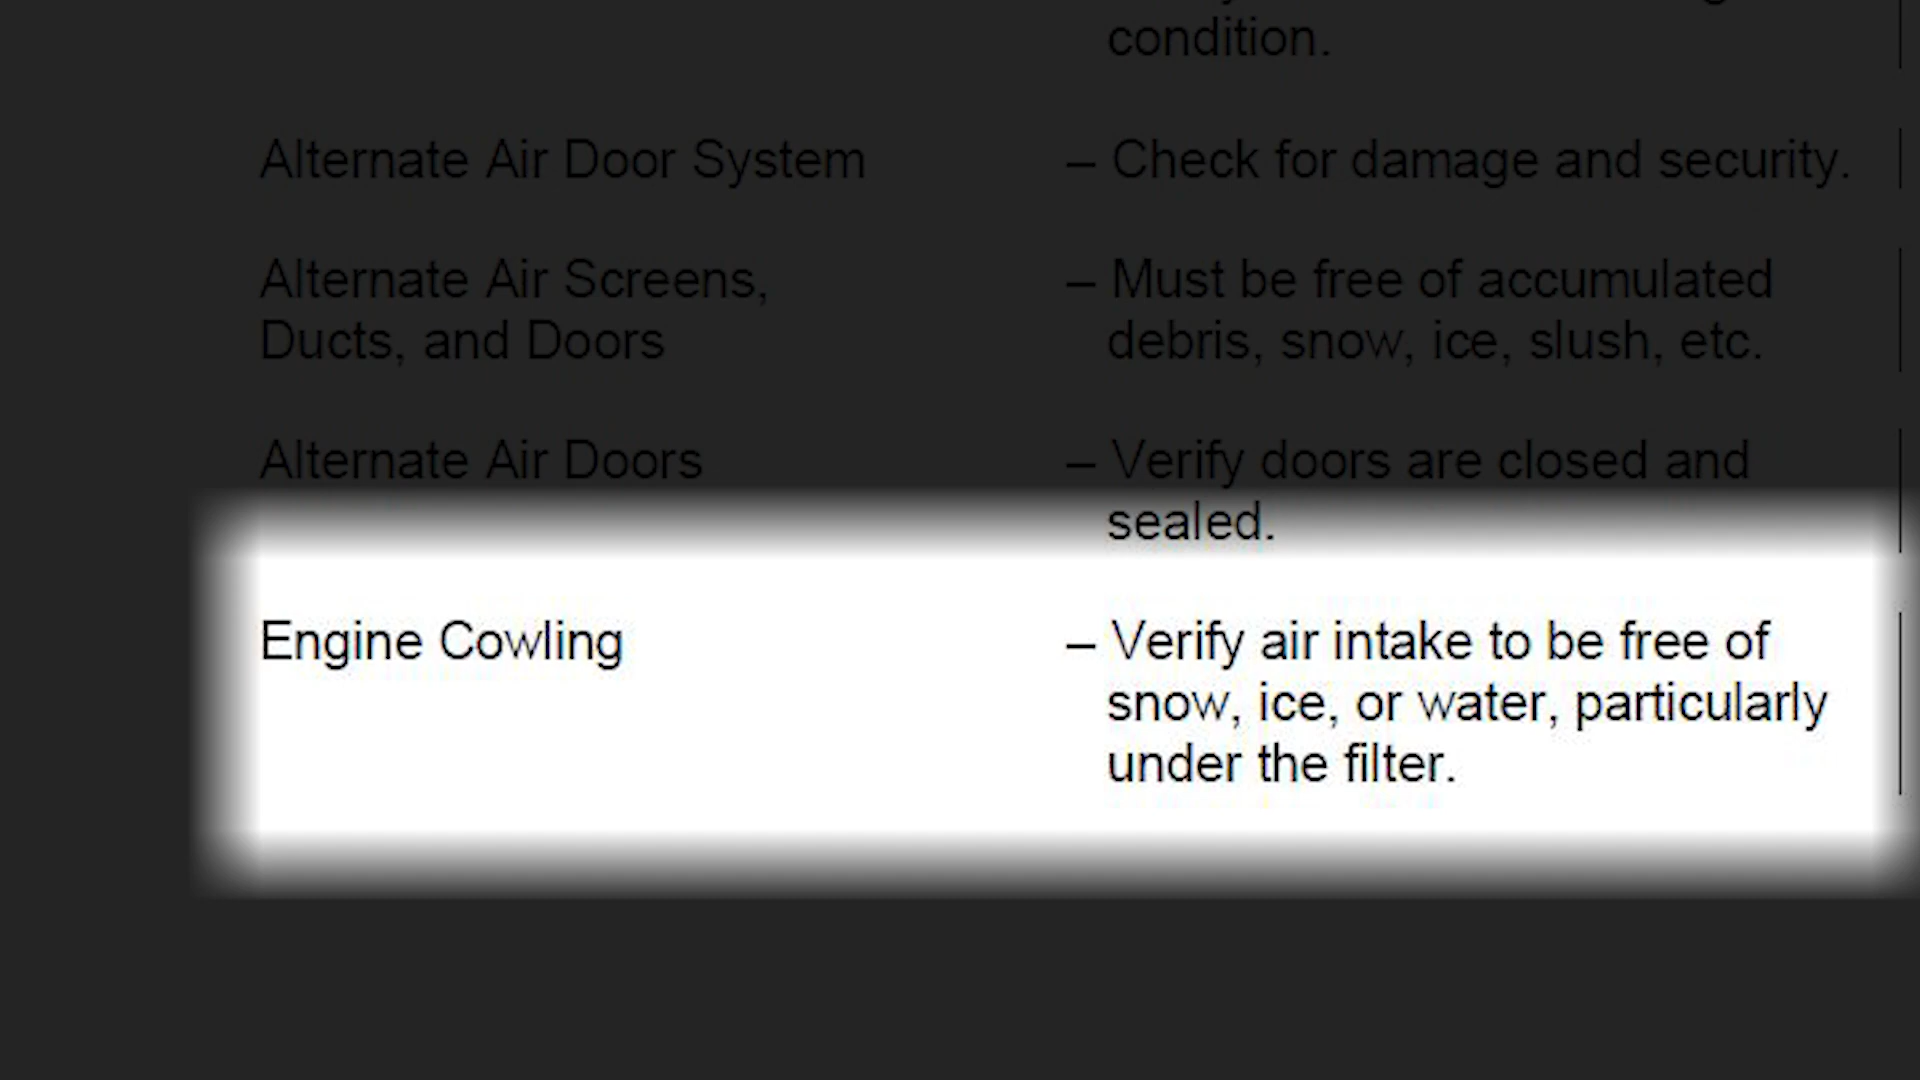 condition.
Alternate Air Door System – Check for damage and security.
Alternate Air Screens, – Must be free of accumulated
Ducts, and Doors debris, snow, ice, slush, etc.
Alternate Air Doors – Verify doors are closed and
sealed.
Engine Cowling – Verify air intake to be free of
snow, ice, or water, particularly
under the filter.